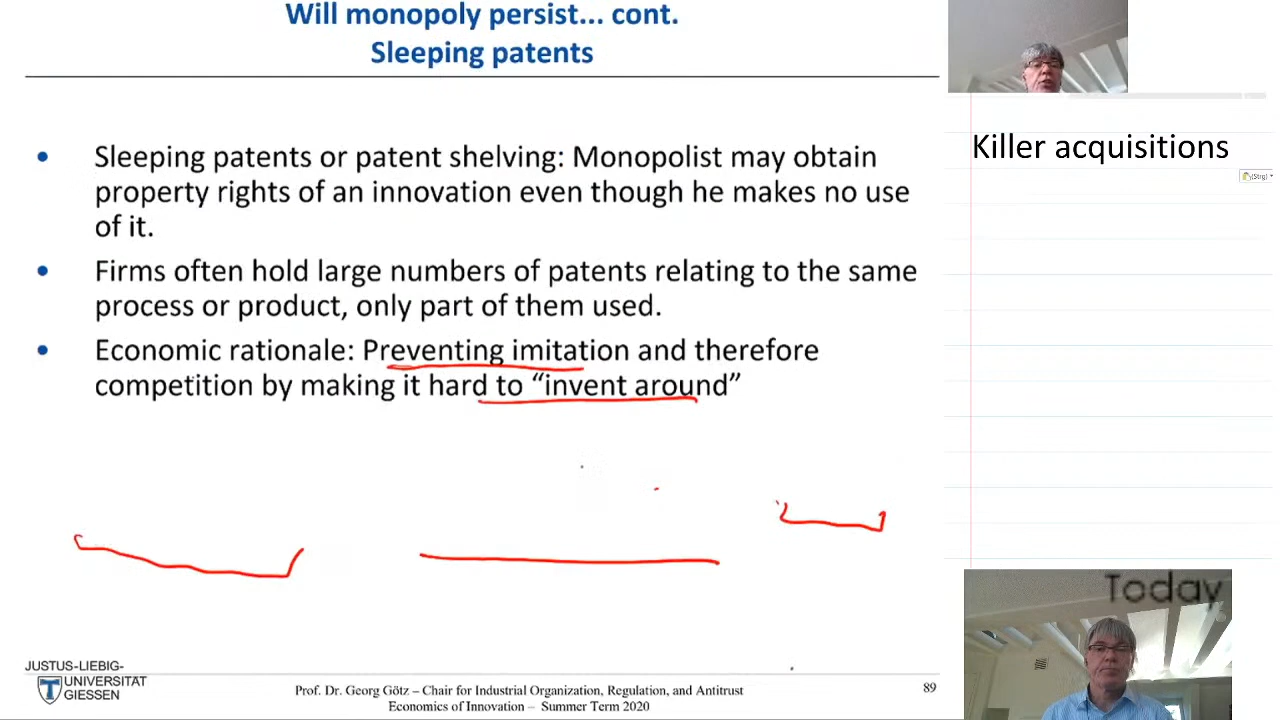 Will monopoly persist... cont.
Sleeping patents
• Sleeping patents or patent shelving: Monopolist may obtain
property rights of an innovation even though he makes no use
of it.
• Firms often hold large numbers of patents relating to the same
process or product, only part of them used.
• Economic rationale: Preventing imitation and therefore
competition by making it hard to “invent around”
Killer acquisitions
(Strg)
Today
JUSTUS-LIEBIG-
UNIVERSITAT
GIESSEN
Prof. Dr. Georg Götz – Chair for Industrial Organization, Regulation, and Antitrust
Economics of Innovation – Summer Term 2020
89